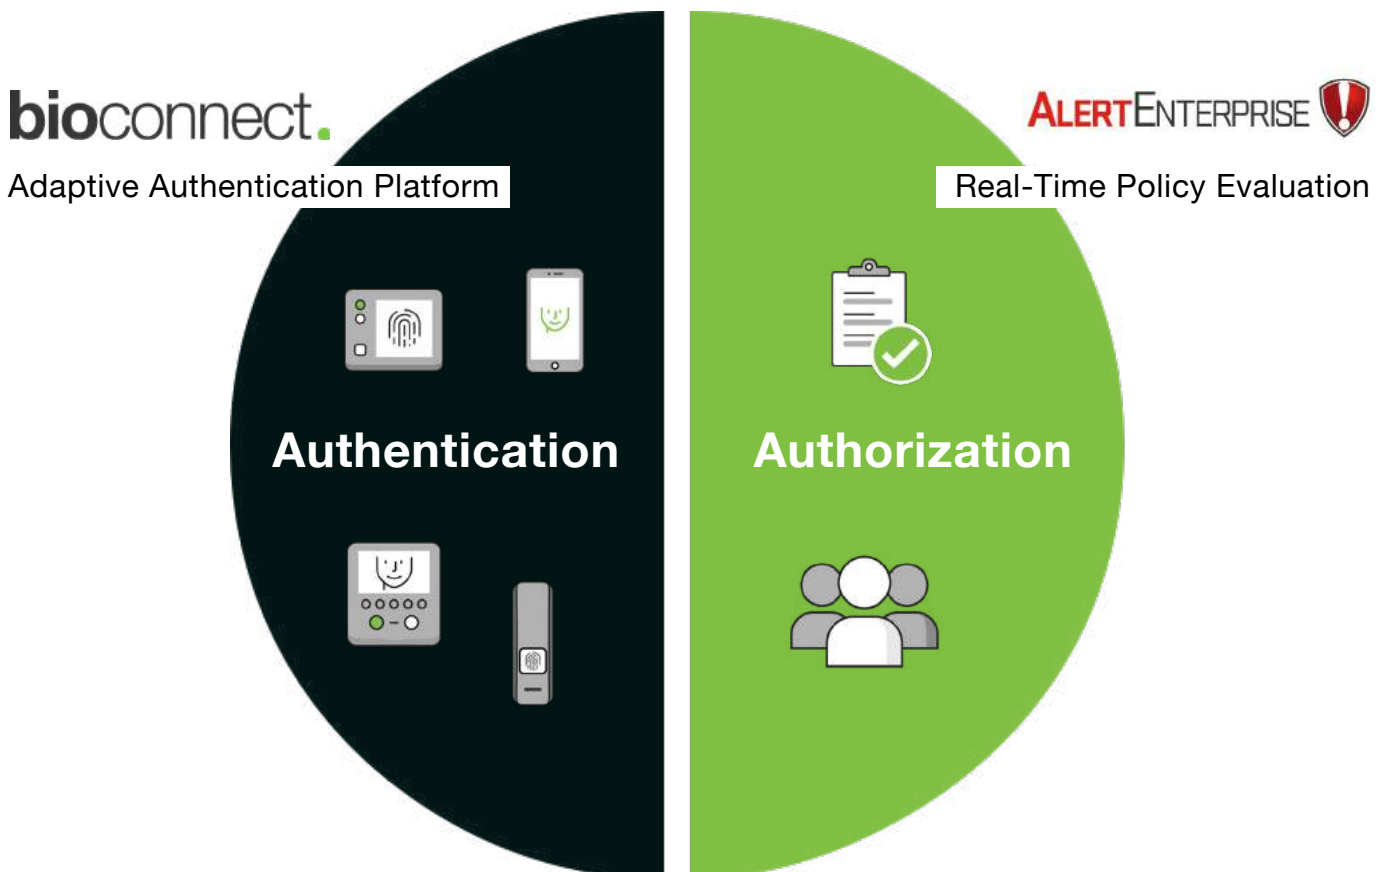 bioconnect.
Adaptive Authentication Platform
ALERTENTERPRISE
Real-Time Policy Evaluation
Authentication
Authorization